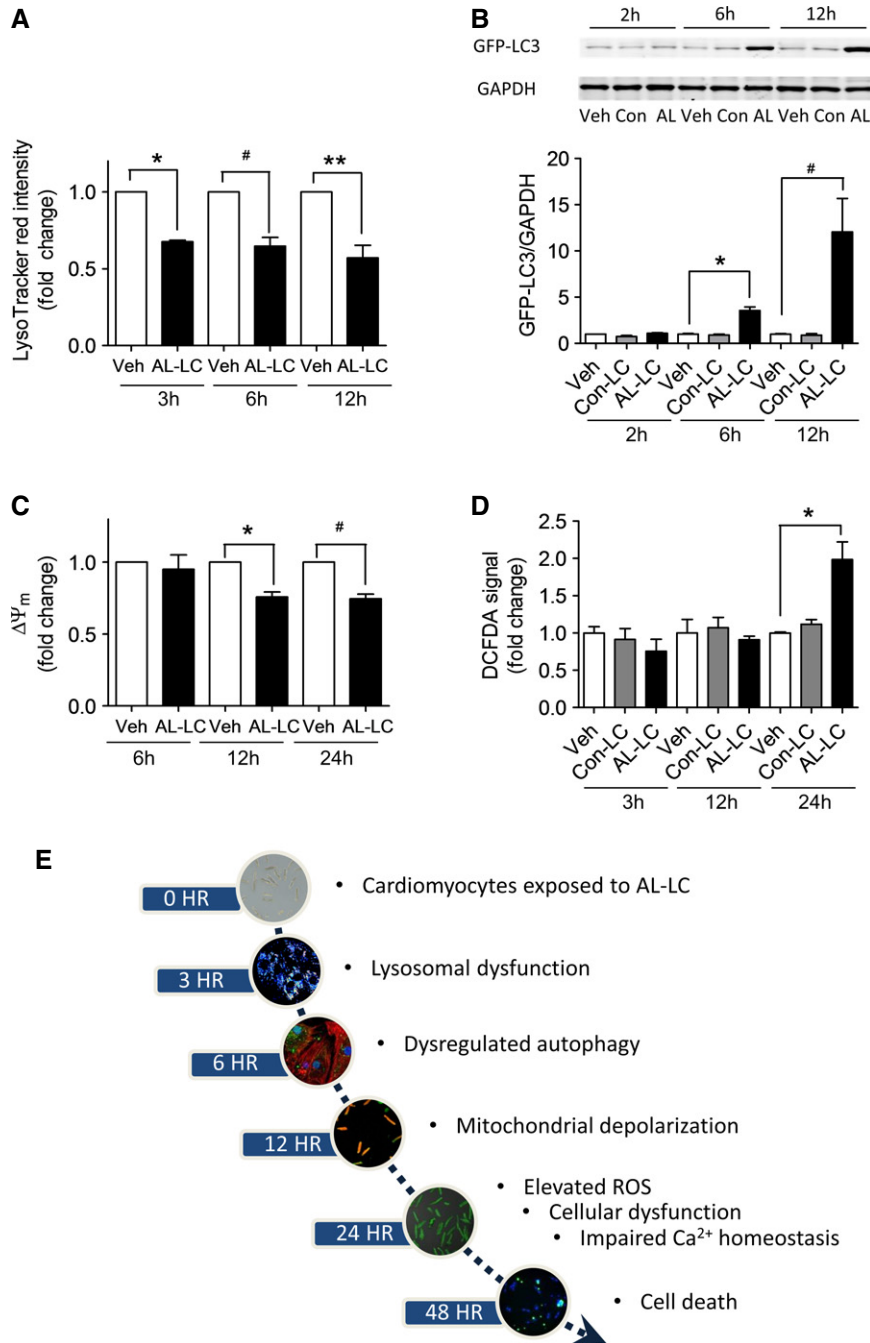 A
LysoTracker red intensity
(fold change)
1.0
0.5
0.0
*
#
**
Veh AL-LC Veh AL-LC Veh AL-LC
3h 6h 12h
B
2h 6h 12h
GFP-LC3
GAPDH
Veh Con AL Veh Con AL Veh Con AL
GFP-LC3/GAPDH
20
15
10
5
0
*
#
Veh Con-LC AL-LC Veh Con-LC AL-LC Veh Con-LC AL-LC
2h 6h 12h
C
ΔΨm
(fold change)
1.0
0.5
0.0
*
#
Veh AL-LC Veh AL-LC Veh AL-LC
6h 12h 24h
D
DCFDA signal
(fold change)
2.5
2.0
1.5
1.0
0.5
0.0
*
Veh Con-LC AL-LC Veh Con-LC AL-LC Veh Con-LC AL-LC
3h 12h 24h
E
0 HR
• Cardiomyocytes exposed to AL-LC
3 HR
• Lysosomal dysfunction
6 HR
• Dysregulated autophagy
12 HR
• Mitochondrial depolarization
24 HR
• Elevated ROS
• Cellular dysfunction
• Impaired Ca²⁺ homeostasis
48 HR
• Cell death